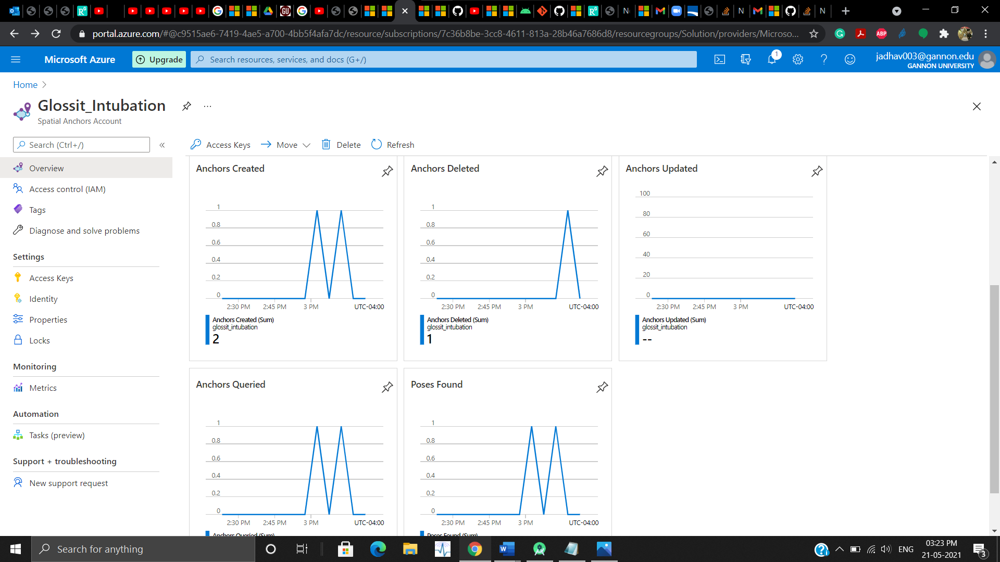 portal.azure.com/#@c9515ae6-7419-4ae5-a700-4bb5f4afa7dc/resource/subscriptions/7c36b8be-3cc8-4611-813a-28b46a7686d8/resourcegroups/Solution/providers/Microso...
ABP
Microsoft Azure
Upgrade
Search resources, services, and docs (G+/)
1
jadhav003@gannon.edu
GANNON UNIVERSITY
Home
Glossit_Intubation
...
Spatial Anchors Account
Search (Ctrl+/)
«
Access Keys
Move
Delete
Refresh
Overview
Access control (IAM)
Tags
Diagnose and solve problems
Settings
Access Keys
Identity
Properties
Locks
Monitoring
Metrics
Automation
Tasks (preview)
Support + troubleshooting
New support request
Anchors Created
1
0.8
0.6
0.4
0.2
0
2:30 PM 2:45 PM 3 PM UTC-04:00
Anchors Created (Sum)
glossit_intubation
2
Anchors Deleted
1
0.8
0.6
0.4
0.2
0
2:30 PM 2:45 PM 3 PM UTC-04:00
Anchors Deleted (Sum)
glossit_intubation
1
Anchors Updated
100
80
60
40
20
0
2:30 PM 2:45 PM 3 PM UTC-04:00
Anchors Updated (Sum)
glossit_intubation
--
Anchors Queried
1
0.8
0.6
0.4
0.2
0
2:30 PM 2:45 PM 3 PM UTC-04:00
Anchors Queried (Sum)
Poses Found
1
0.8
0.6
0.4
0.2
0
2:30 PM 2:45 PM 3 PM UTC-04:00
Poses Found (Sum)
Search for anything
ENG
03:23 PM
21-05-2021
3